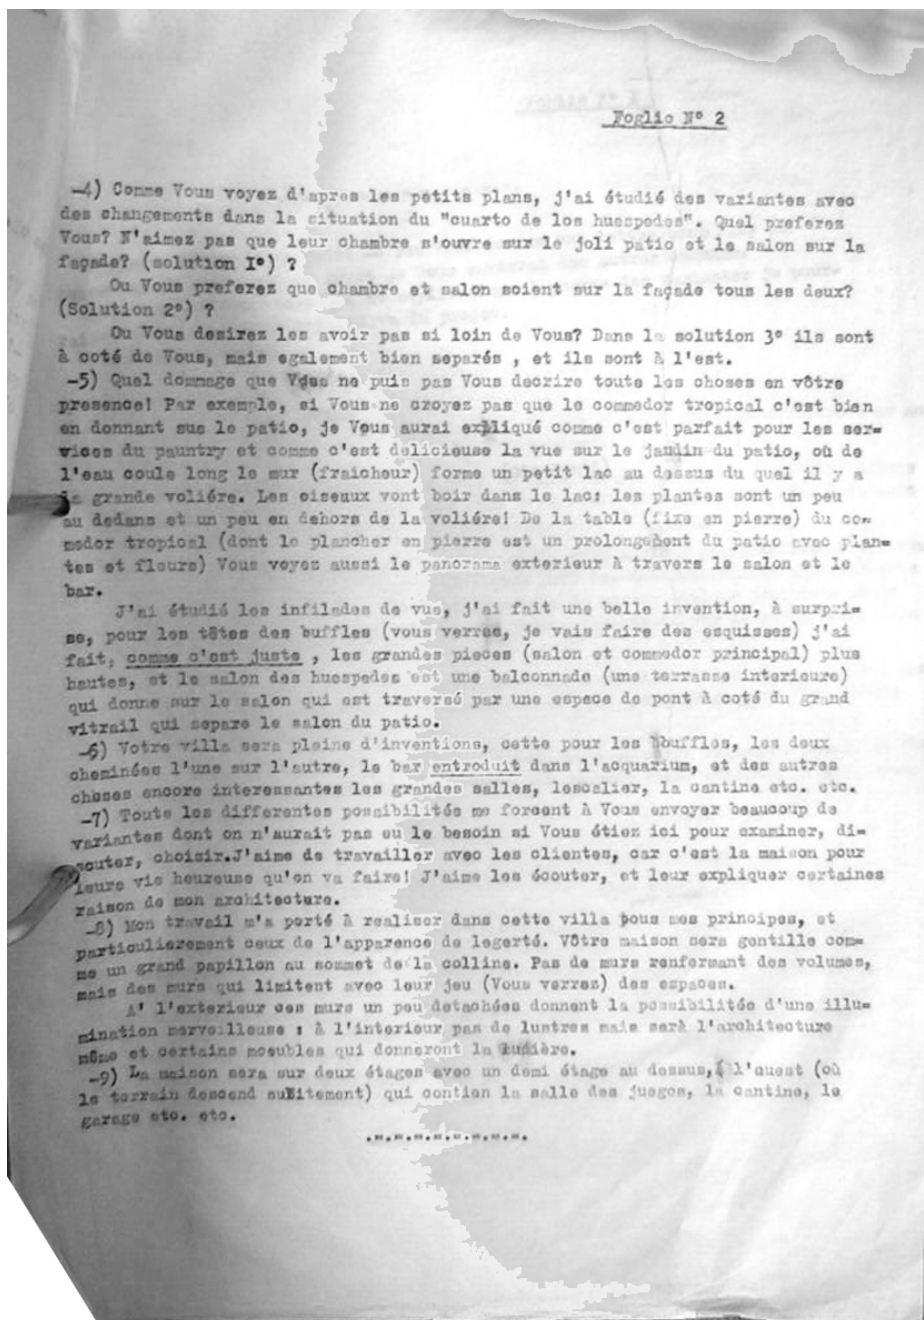 Foglio N° 2
-4) Comme Vous voyez d'apres les petits plans, j'ai étudié des variantes avec
des changements dans la situation du "cuarto de los huespedes". Quel preferez
Vous? N'aimez pas que leur chambre s'ouvre sur le joli patio et le salon sur la
façade? (solution I°) ?
Ou Vous preferez que chambre et salon soient sur la façade tous les deux?
(Solution 2°) ?
Ou Vous desirez les avoir pas si loin de Vous? Dans la solution 3° ils sont
à coté de Vous, mais egalement bien separés , et ils sont à l'est.
-5) Quel dommage que ne puis pas Vous decrire toute les choses en vôtre
presence! Par exemple, si Vous ne croyez pas que le commedor tropical c'est bien
en donnant sus le patio, je Vous aurai expliqué comme c'est parfait pour les ser=
vices du pauntry et comme c'est delicieuse la vue sur le jaudin du patio, où de
l'eau coule long le mur (fraicheur) forme un petit lac au dessus du quel il y a
la grande voliére. Les oiseaux vont boir dans le lac: les plantes sont un peu
au dedans et un peu en dehors de la voliére! De la table (fixe en pierre) du co=
medor tropical (dont le plancher en pierre est un prolongement du patio avec plan=
tes et fleurs) Vous voyez aussi le panorama exterieur à travers le salon et le
bar.
J'ai étudié les infilades de vue, j'ai fait une belle invention, à surpri=
se, pour les têtes des buffles (vous verres, je vais faire des esquisses) j'ai
fait, comme c'est juste , les grandes pieces (salon et commedor principal) plus
hautes, et le salon des huespedes est une balconnade (une terrasse interieure)
qui donne sur le salon qui est traversé par une espece de pont à coté du grand
vitrail qui separe le salon du patio.
-6) Votre villa sera pleine d'inventions, cette pour les buffles, les deux
cheminées l'une sur l'autre, le bar entroduit dans l'acquarium, et des autres
choses encore interessantes les grandes salles, lescalier, la cantine etc. etc.
-7) Toute les differentes possibilités me forcent à Vous envoyer beaucoup de
variantes dont on n'aurait pas eu le besoin si Vous étiez ici pour examiner, di=
scuter, choisir.J'aime de travailler avec les clientes, car c'est la maison pour
leure vie heureuse qu'on va faire! J'aime les écouter, et leur expliquer certaines
raison de mon architecture.
-8) Mon travail m'a porté à realiser dans cette villa tous mes principes, et
particulierement ceux de l'apparence de legerté. Vôtre maison sera gentille com=
me un grand papillon au sommet de la colline. Pas de murs renfermant des volumes,
mais des murs qui limitent avec leur jeu (Vous verrez) des espaces.
A' l'exterieur ces murs un peu detachées donnent la possibilitée d'une illu=
mination merveilleuse : à l'interieur pas de lustres mais sarà l'architecture
même et certains moeubles qui donneront la lumière.
-9) La maison sera sur deux étages avec un demi étage au dessus, l'ouest (où
le terrain descend subitement) qui contien la salle des juegos, la cantine, le
garage etc. etc.
.=.=.=.=.=.=.=.=.